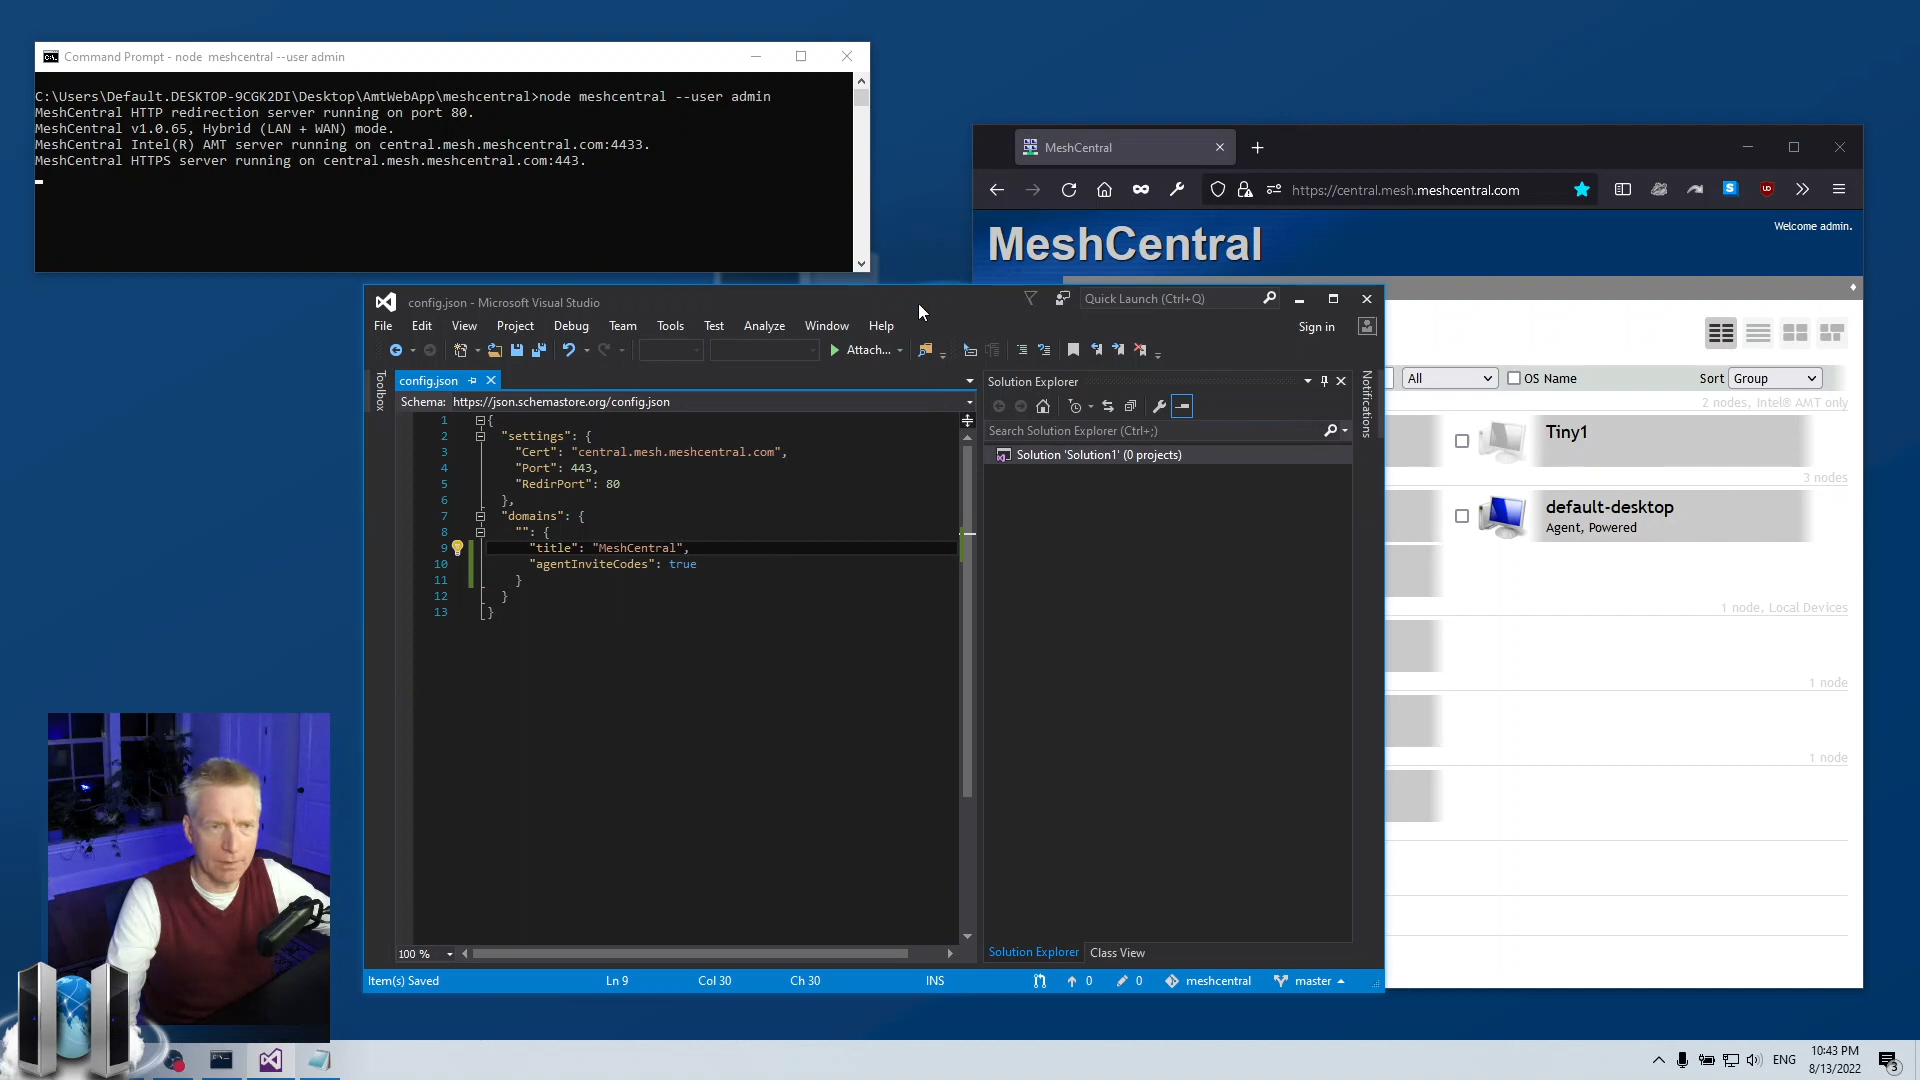 Command Prompt - node  meshcentral --user admin
C:\Users\Default.DESKTOP-9CGK2DI\Desktop\AmtWebApp\meshcentral>node meshcentral --user admin
MeshCentral HTTP redirection server running on port 80.
MeshCentral v1.0.65, Hybrid (LAN + WAN) mode.
MeshCentral Intel(R) AMT server running on central.mesh.meshcentral.com:4433.
MeshCentral HTTPS server running on central.mesh.meshcentral.com:443.
MeshCentral
https://central.mesh.meshcentral.com
MeshCentral
Welcome admin.
All
OS Name
Sort
Group
2 nodes, Intel® AMT only
Tiny1
3 nodes
default-desktop
Agent, Powered
1 node, Local Devices
1 node
1 node
config.json - Microsoft Visual Studio
Quick Launch (Ctrl+Q)
File Edit View Project Debug Team Tools Test Analyze Window Help
Sign in
Attach...
Toolbox
config.json
Schema: https://json.schemastore.org/config.json
1 {
2 "settings": {
3 "Cert": "central.mesh.meshcentral.com",
4 "Port": 443,
5 "RedirPort": 80
6 },
7 "domains": {
8 "": {
9 "title": "MeshCentral",
10 "agentInviteCodes": true
11 }
12 }
13 }
Solution Explorer
Search Solution Explorer (Ctrl+;)
Solution 'Solution1' (0 projects)
Notifications
100 %
Solution Explorer Class View
Item(s) Saved
Ln 9
Col 30
Ch 30
INS
0
0
meshcentral
master
ENG
10:43 PM
8/13/2022
3